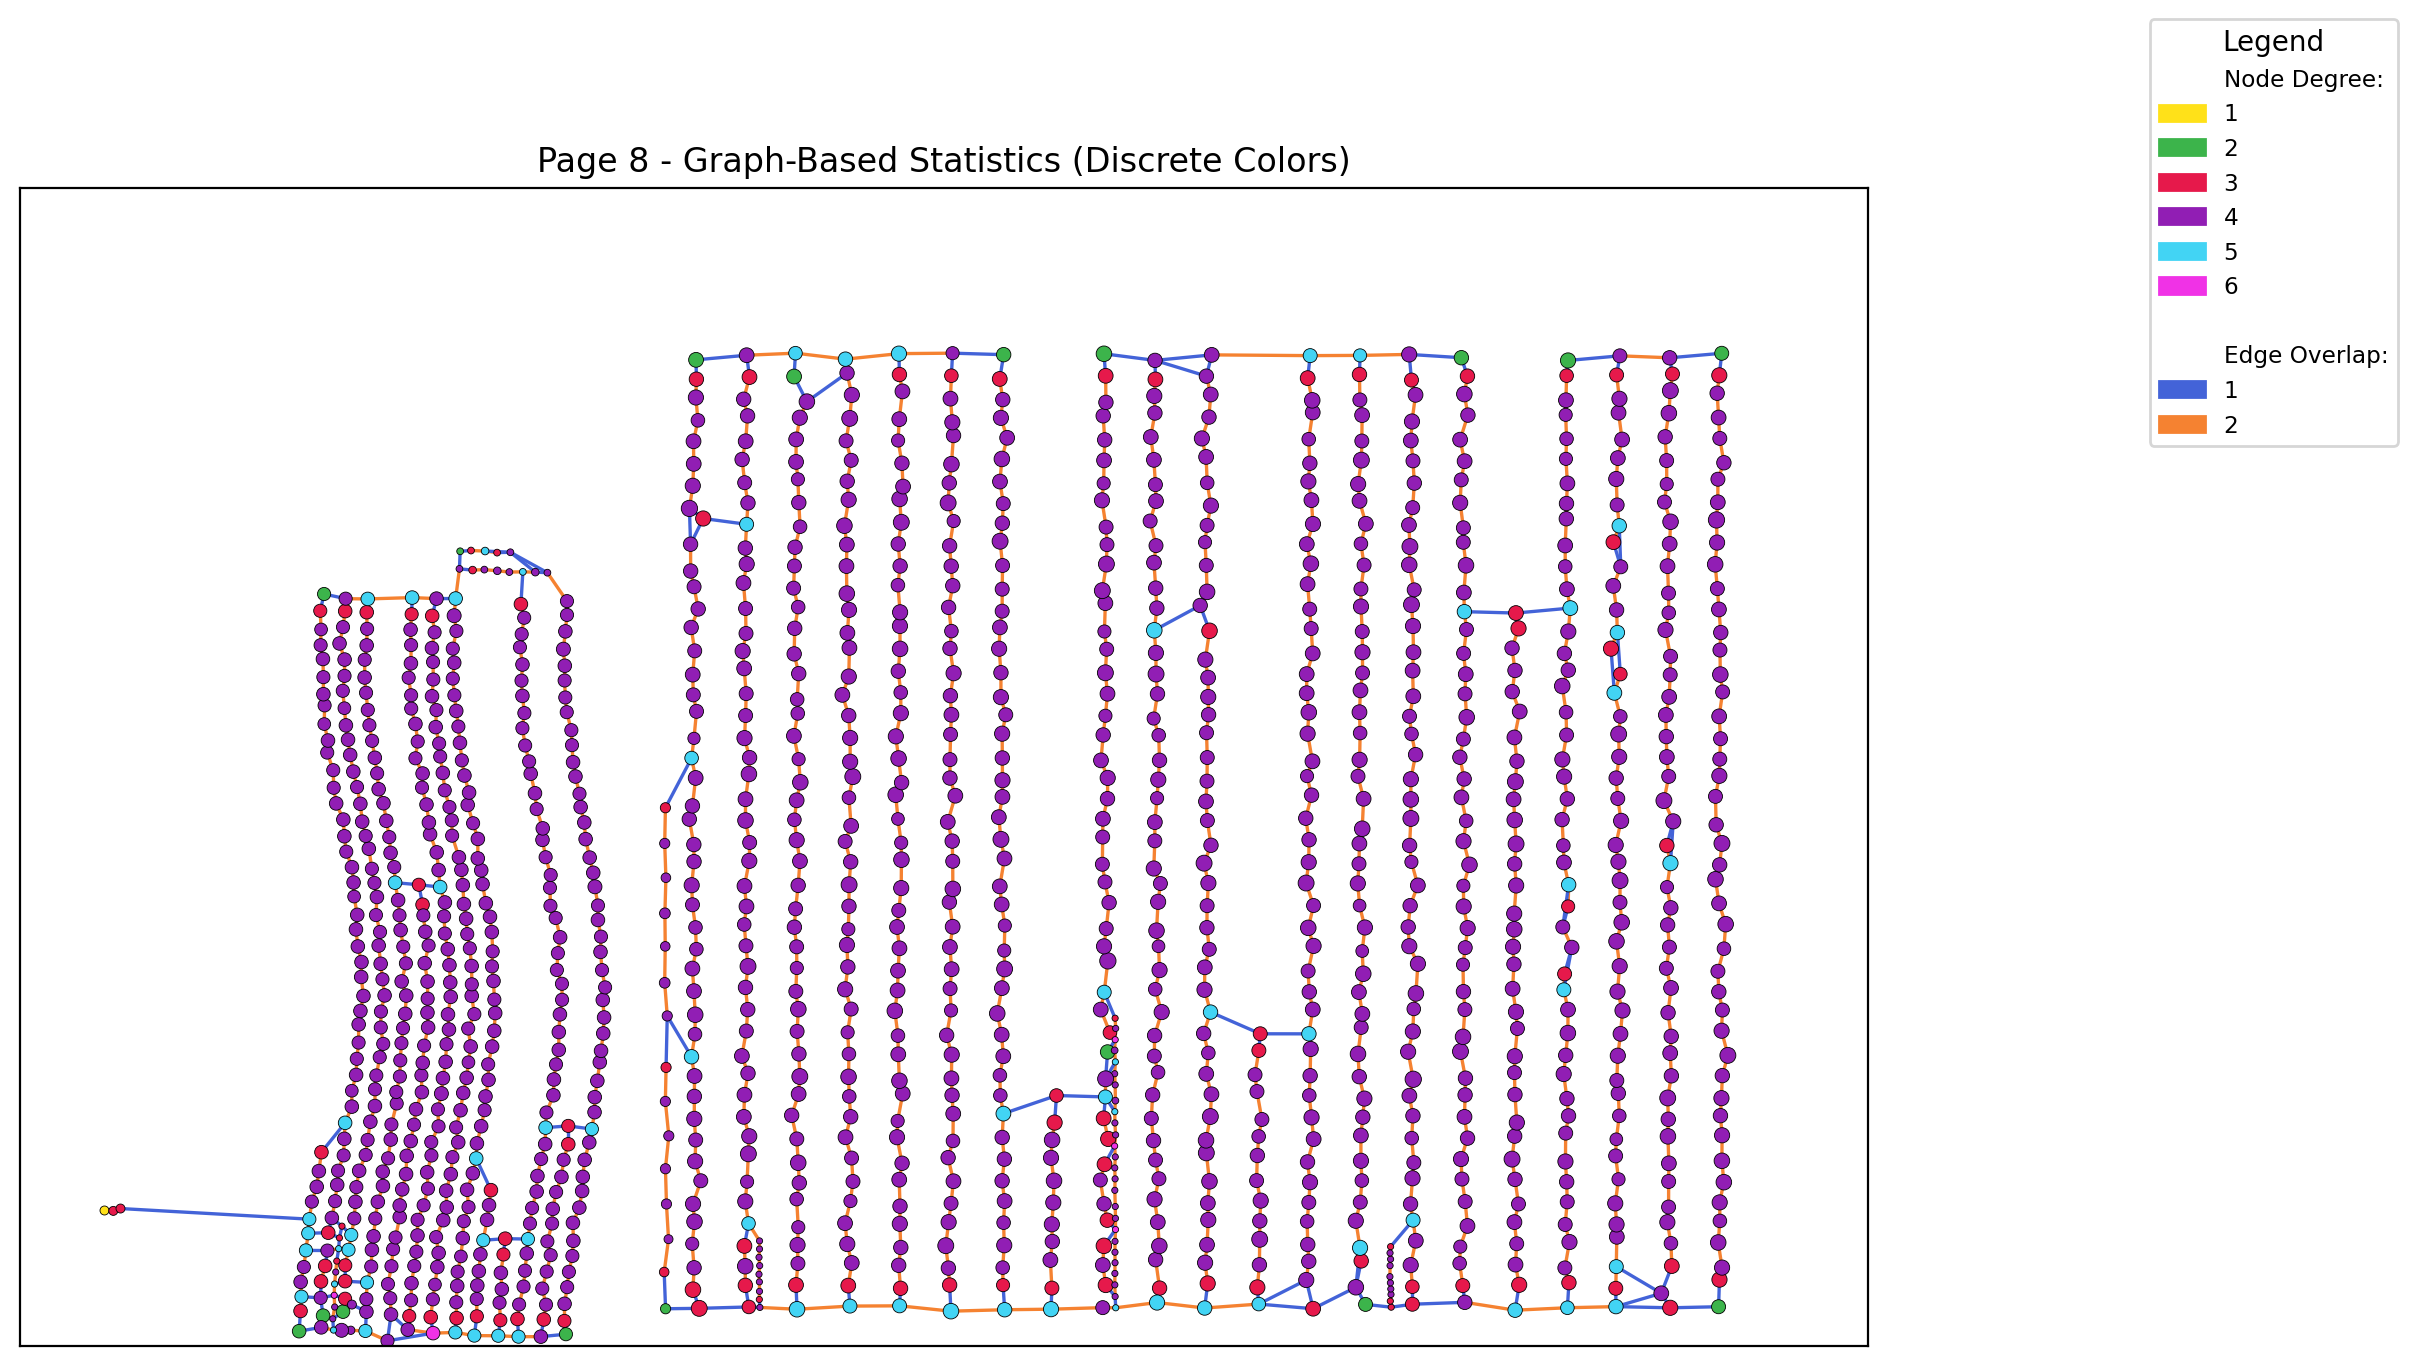 Page 8 - Graph-Based Statistics (Discrete Colors)
Legend
Node Degree:
1
2
3
4
5
6
Edge Overlap:
1
2